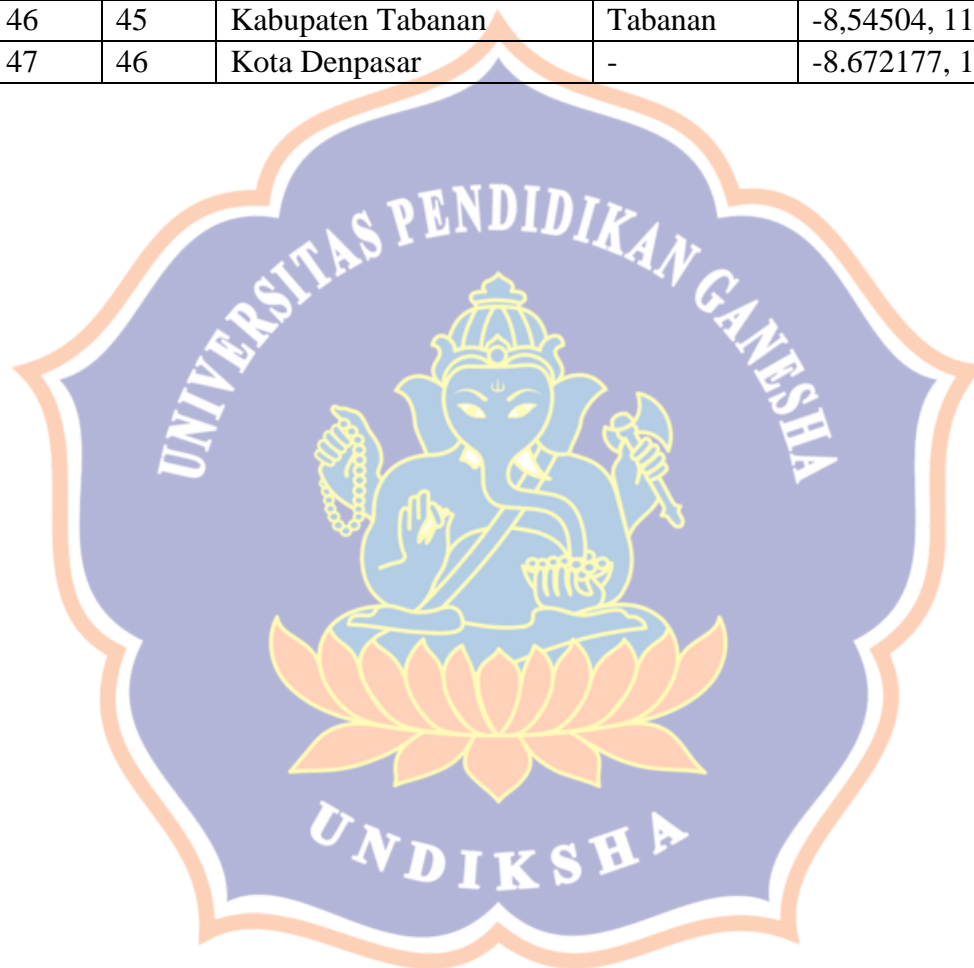 46 45 Kabupaten Tabanan Tabanan -8,54504, 11
47 46 Kota Denpasar - -8.672177, 1
UNIVERSITAS PENDIDIKAN GANESHA
UNDIKSHA